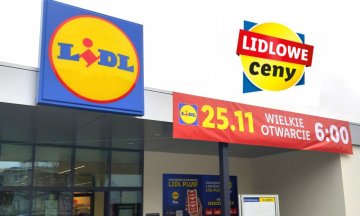 LIDL
LIDLOWE
ceny
LIDL
25.11
WIELKIE
OTWARCIE
6:00
LIDL PLUS!